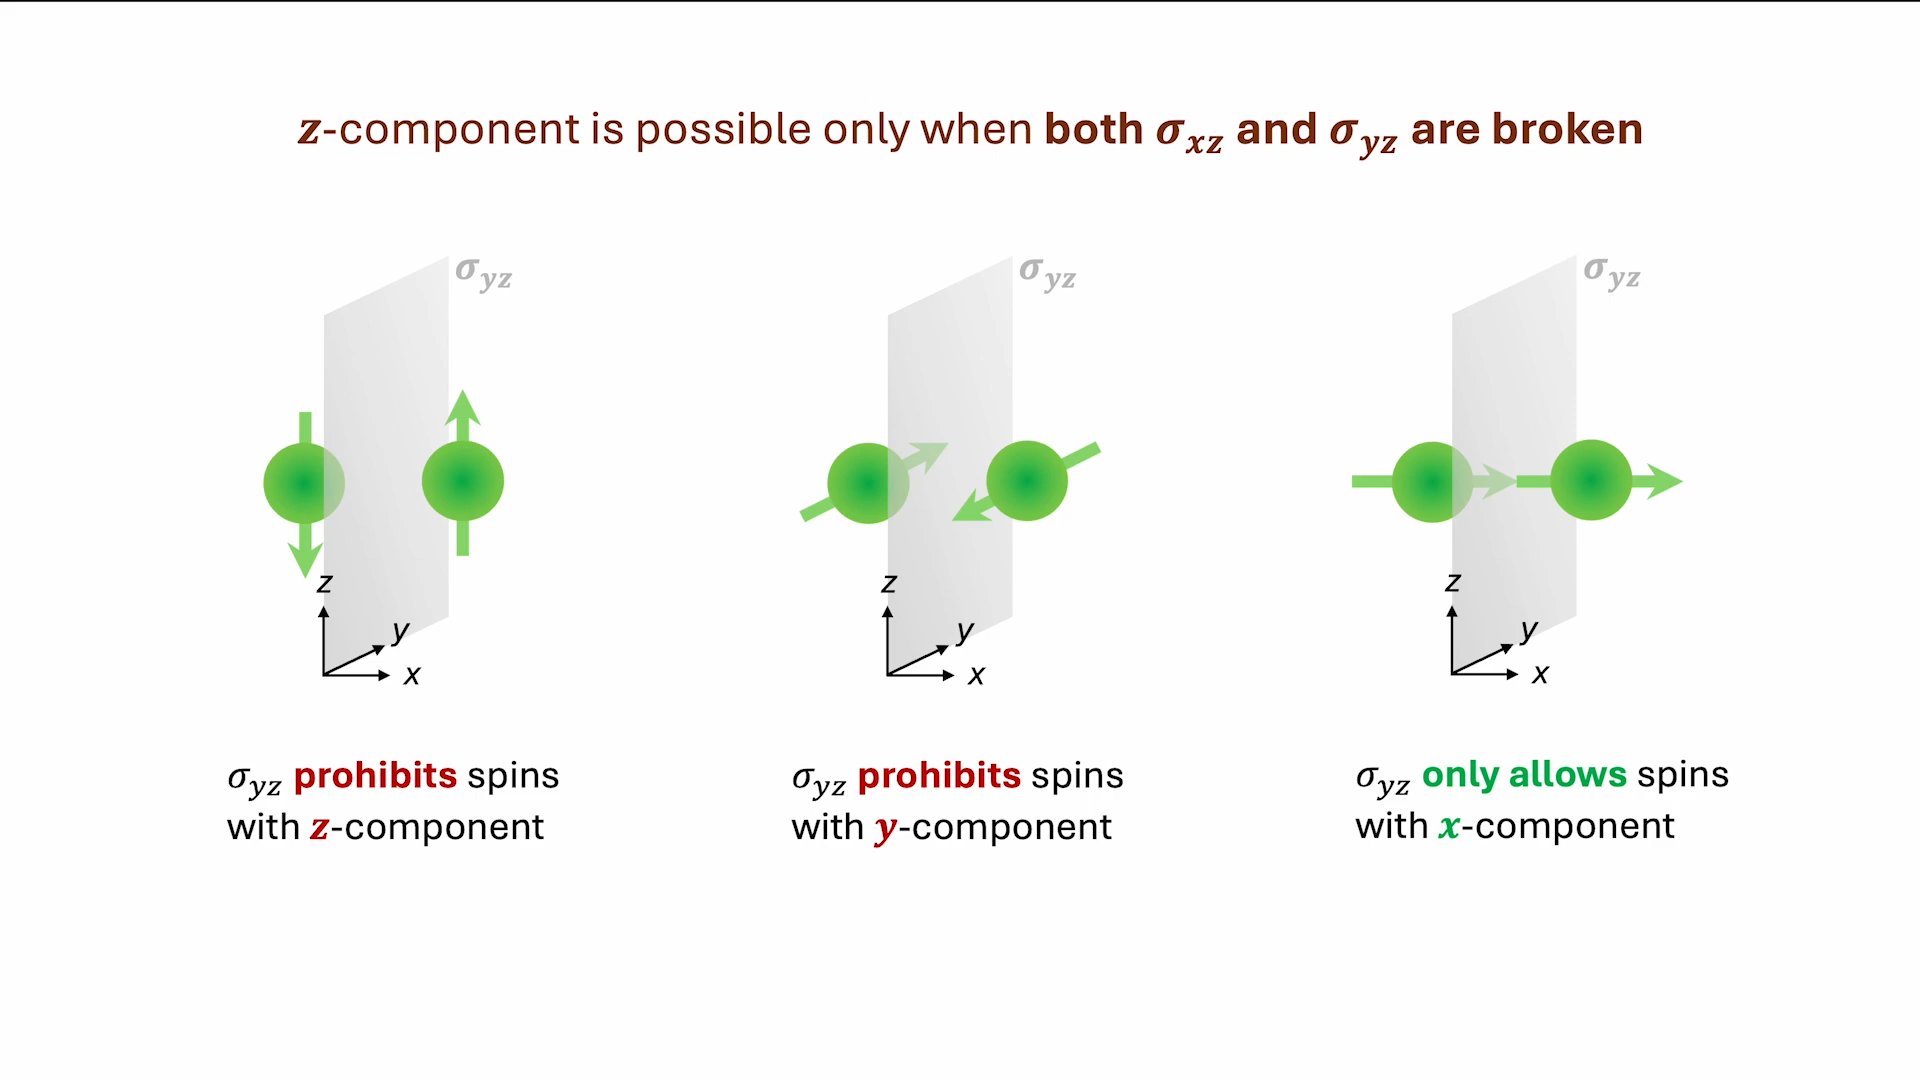 z-component is possible only when both σxz and σyz are broken
σyz
σyz
σyz
z
y
x
z
y
x
z
y
x
σyz prohibits spins
with z-component
σyz prohibits spins
with y-component
σyz only allows spins
with x-component